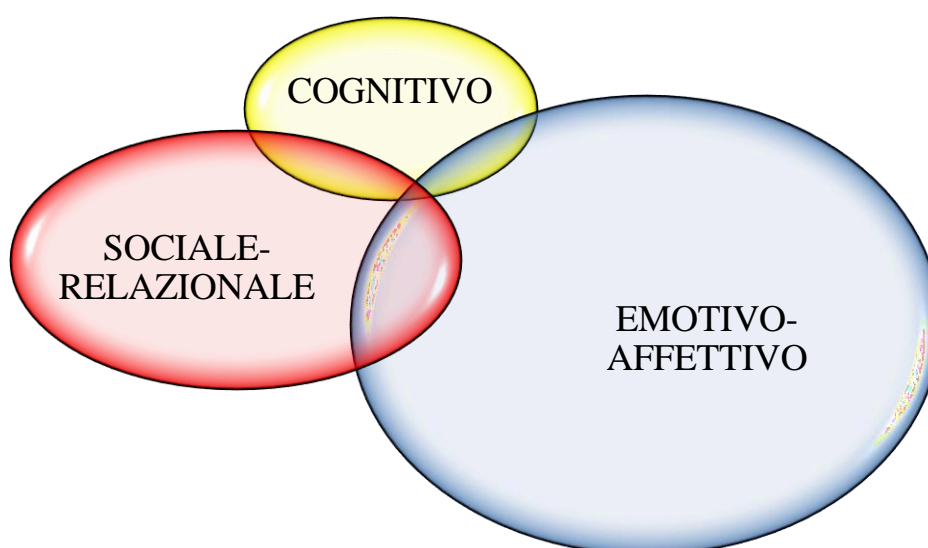 COGNITIVO
SOCIALE-
RELAZIONALE
EMOTIVO-
AFFETTIVO